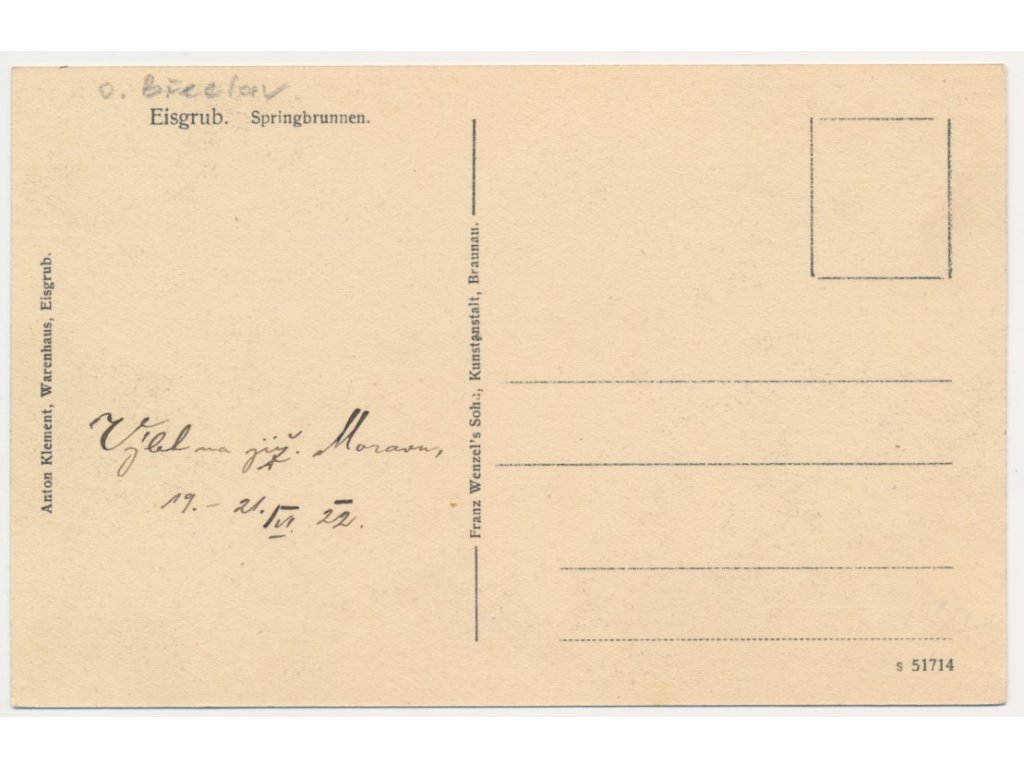 o. Břeclav
Eisgrub. Springbrunnen.
Anton Klement, Warenhaus, Eisgrub.
Výlet na již. Moravu,
19. - 21./VI. 22.
Franz Wenzel's Sohn, Kunstanstalt, Braunau.
s 51714